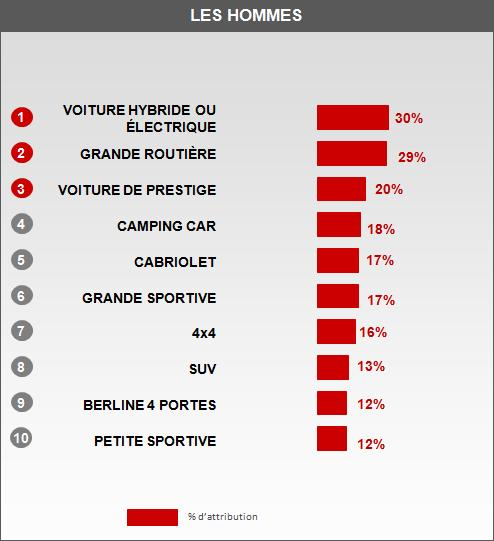 LES HOMMES
1 VOITURE HYBRIDE OU
ÉLECTRIQUE 30%
2 GRANDE ROUTIÈRE 29%
3 VOITURE DE PRESTIGE 20%
4 CAMPING CAR 18%
5 CABRIOLET 17%
6 GRANDE SPORTIVE 17%
7 4x4 16%
8 SUV 13%
9 BERLINE 4 PORTES 12%
10 PETITE SPORTIVE 12%
% d'attribution